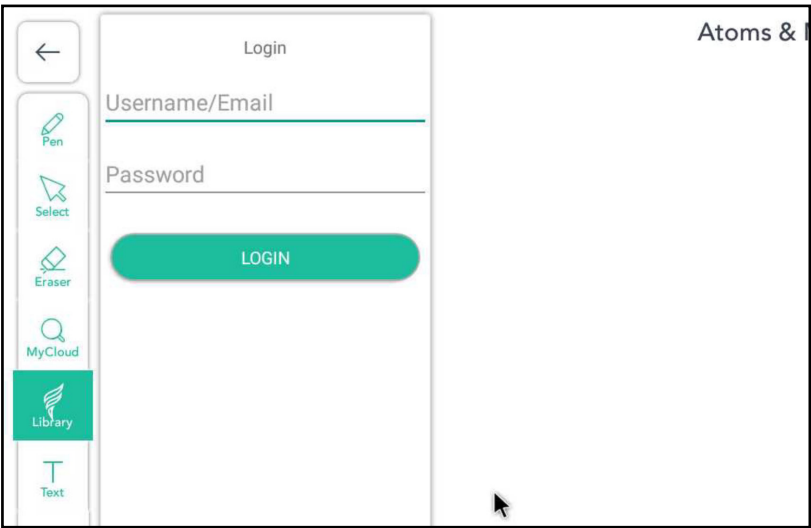 Login
Atoms &
Username/Email
Pen
Password
Select
LOGIN
Eraser
MyCloud
Library
Text